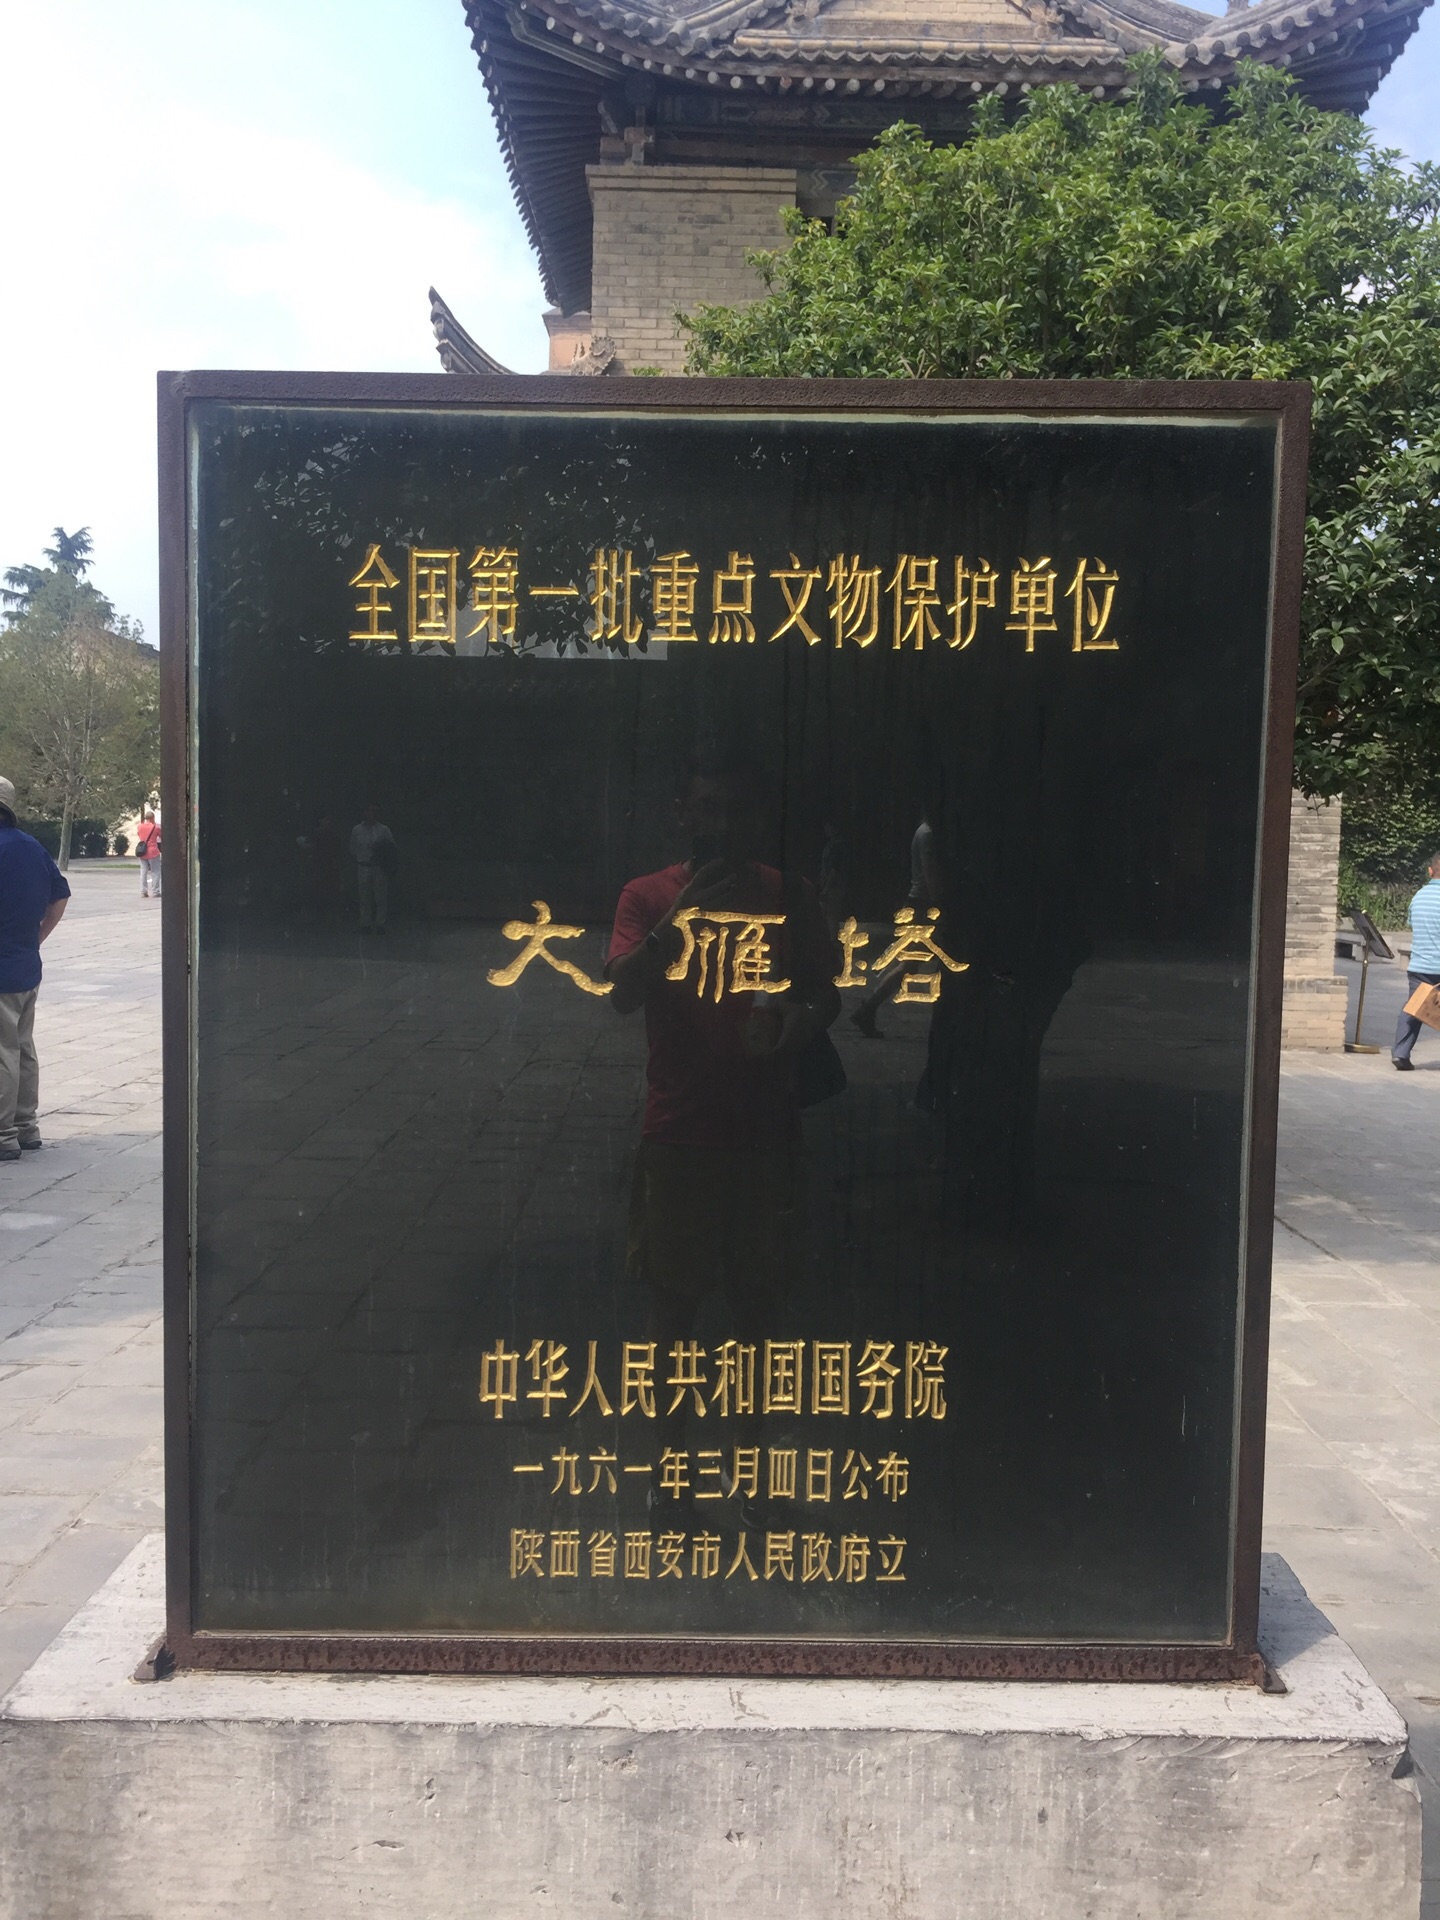 全国第一批重点文物保护单位
大雁塔
中华人民共和国国务院
一九六一年三月四日公布
陕西省西安市人民政府立